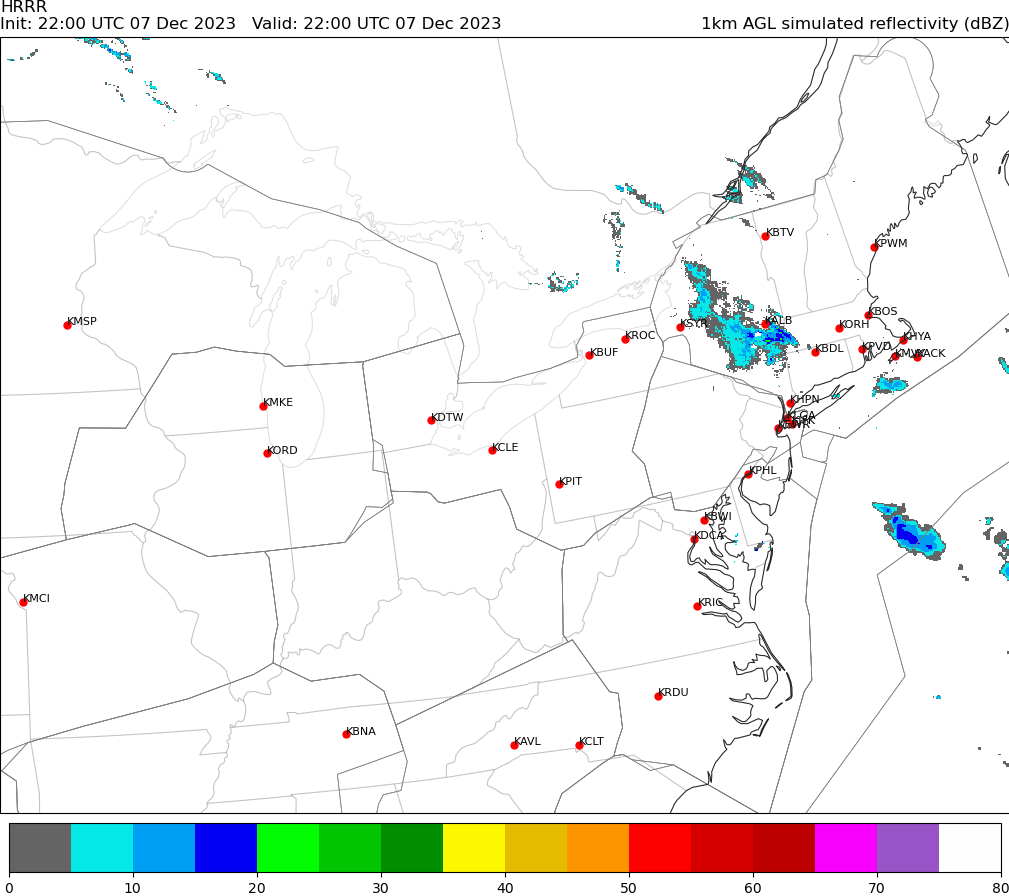 HRRR
Init: 22:00 UTC 07 Dec 2023   Valid: 22:00 UTC 07 Dec 2023   1km AGL simulated reflectivity (dBZ)
KBTV
KPWM
KBOS
KMSP
KSYR
KALB
KORH
KROC
KHYA
KBUF
KBDL
KPVD
KACK
KMKE
KHPN
KDTW
KLGA
KORD
KCLE
KPHL
KPIT
KBWI
KDCA
KMCI
KRIC
KRDU
KBNA
KAVL
KCLT
0 10 20 30 40 50 60 70 80